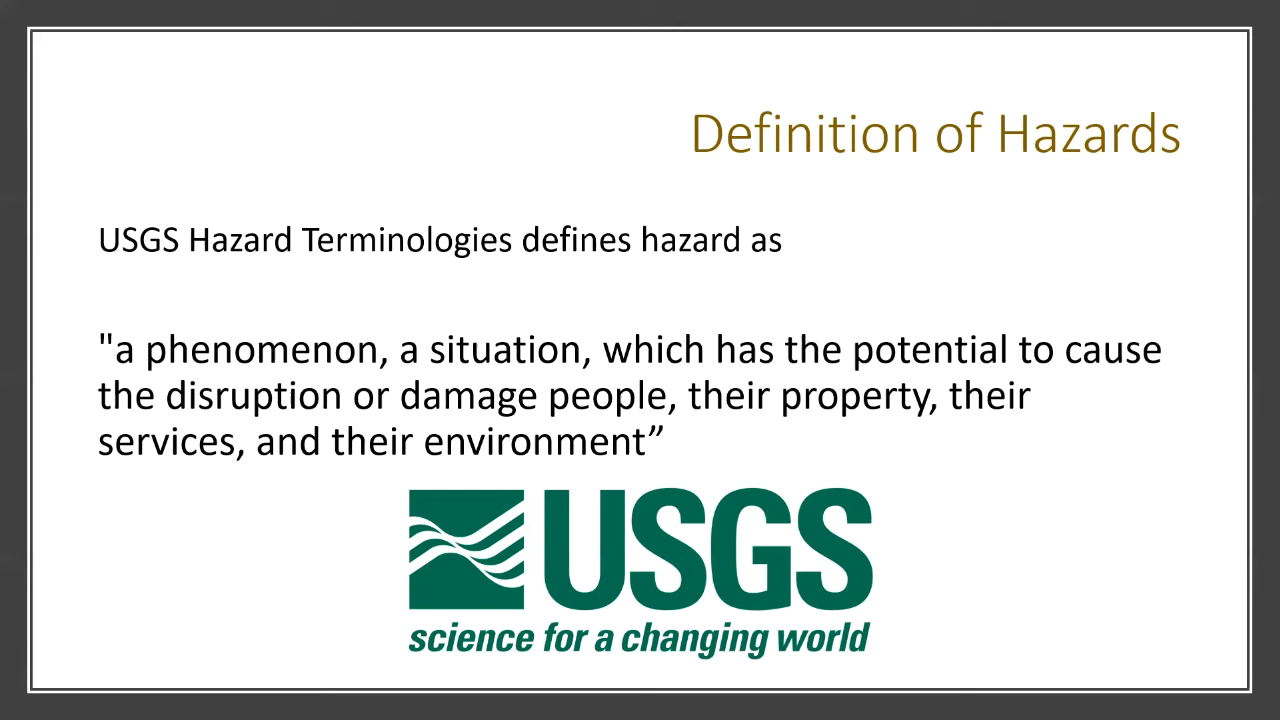 Definition of Hazards
USGS Hazard Terminologies defines hazard as
"a phenomenon, a situation, which has the potential to cause
the disruption or damage people, their property, their
services, and their environment”
USGS
science for a changing world